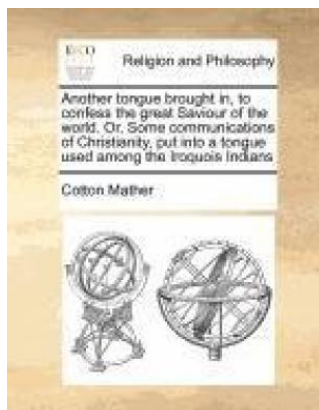 ECCO
Religion and Philosophy
Another tongue brought in, to
confess the great Saviour of the
world. Or, Some communications
of Christianity, put into a tongue
used among the Iroquois Indians
Cotton Mather